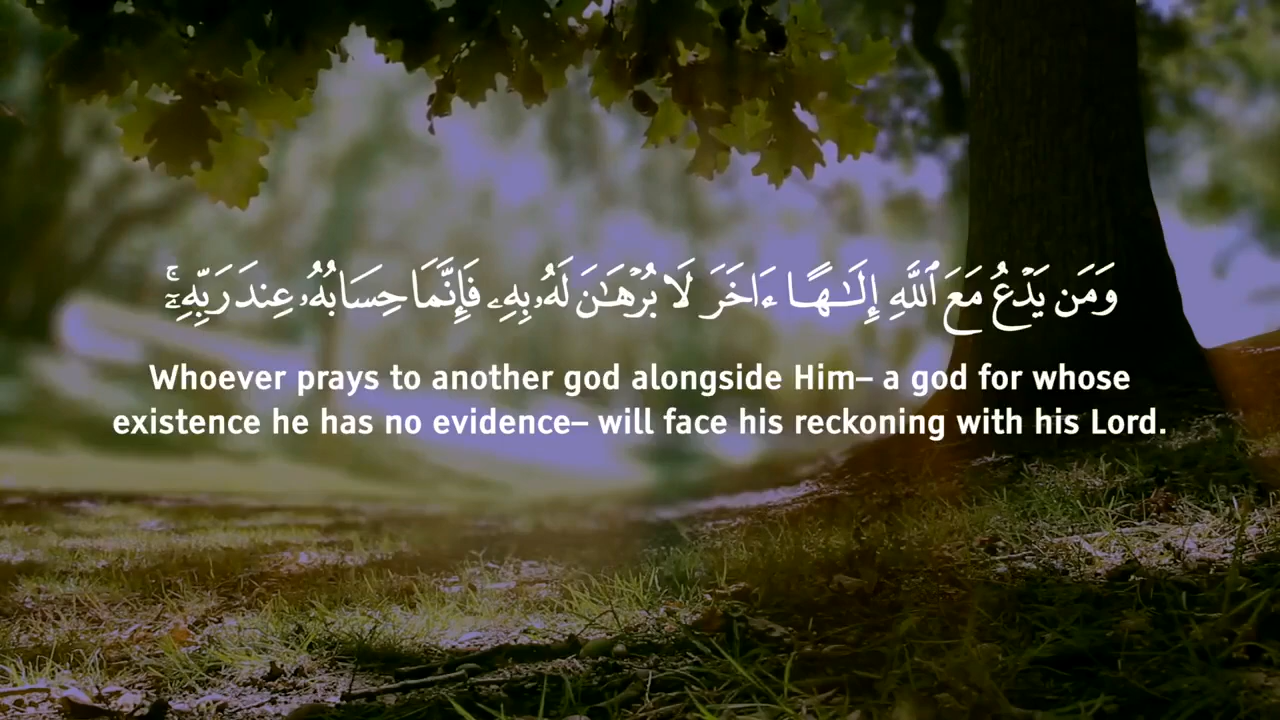 وَمَن يَدْعُ مَعَ ٱللَّهِ إِلَـٰهًا ءَاخَرَ لَا بُرْهَـٰنَ لَهُۥ بِهِۦ فَإِنَّمَا حِسَابُهُۥ عِندَ رَبِّهِۦٓ ۚ
Whoever prays to another god alongside Him– a god for whose
existence he has no evidence– will face his reckoning with his Lord.